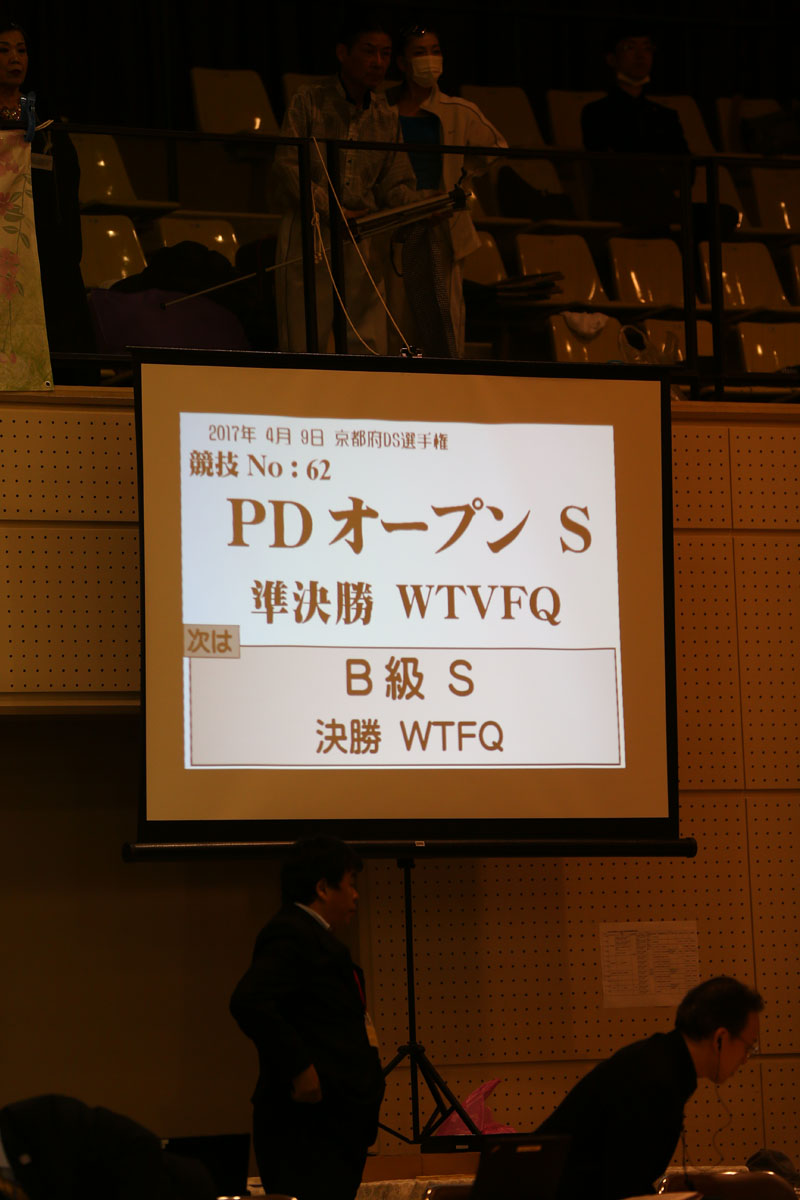 2017年 4月 9日 京都府DS選手権
競技 No : 62
PD オープン S
準決勝 WTVFQ
次は
B級 S
決勝 WTFQ